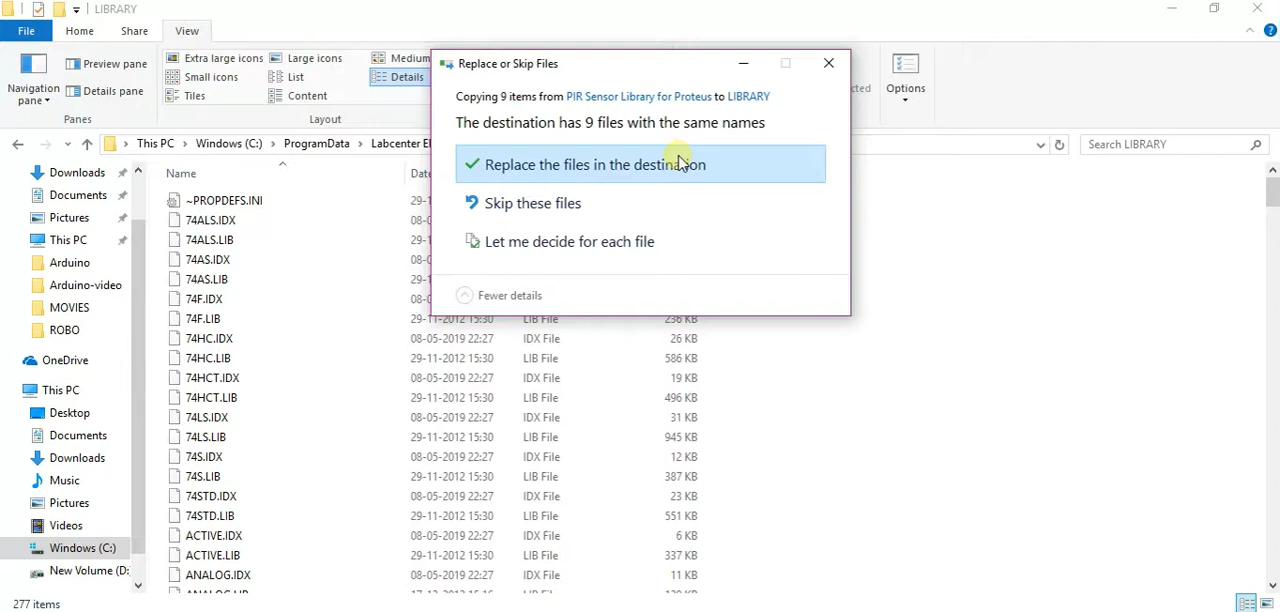 LIBRARY
File Home Share View
Navigation pane
Preview pane
Details pane
Panes
Extra large icons Large icons Medium
Small icons List Details
Tiles Content
Layout
Options
This PC > Windows (C:) > ProgramData > Labcenter El
Search LIBRARY
Replace or Skip Files
Copying 9 items from PIR Sensor Library for Proteus to LIBRARY
The destination has 9 files with the same names
Replace the files in the destination
Skip these files
Let me decide for each file
Fewer details
Downloads
Documents
Pictures
This PC
Arduino
Arduino-video
MOVIES
ROBO
OneDrive
This PC
Desktop
Documents
Downloads
Music
Pictures
Videos
Windows (C:)
New Volume (D:
Name
~PROPDEFS.INI 29-1
74ALS.IDX 08-0
74ALS.LIB 29-1
74AS.IDX 08-0
74AS.LIB 29-1
74F.IDX 08-0
74F.LIB 29-11-2012 15:30 LIB File 236 KB
74HC.IDX 08-05-2019 22:27 IDX File 26 KB
74HC.LIB 29-11-2012 15:30 LIB File 586 KB
74HCT.IDX 08-05-2019 22:27 IDX File 19 KB
74HCT.LIB 29-11-2012 15:30 LIB File 496 KB
74LS.IDX 08-05-2019 22:27 IDX File 31 KB
74LS.LIB 29-11-2012 15:30 LIB File 945 KB
74S.IDX 08-05-2019 22:27 IDX File 12 KB
74S.LIB 29-11-2012 15:30 LIB File 387 KB
74STD.IDX 08-05-2019 22:27 IDX File 23 KB
74STD.LIB 29-11-2012 15:30 LIB File 551 KB
ACTIVE.IDX 08-05-2019 22:27 IDX File 6 KB
ACTIVE.LIB 29-11-2012 15:30 LIB File 337 KB
ANALOG.IDX 08-05-2019 22:27 IDX File 11 KB
277 items